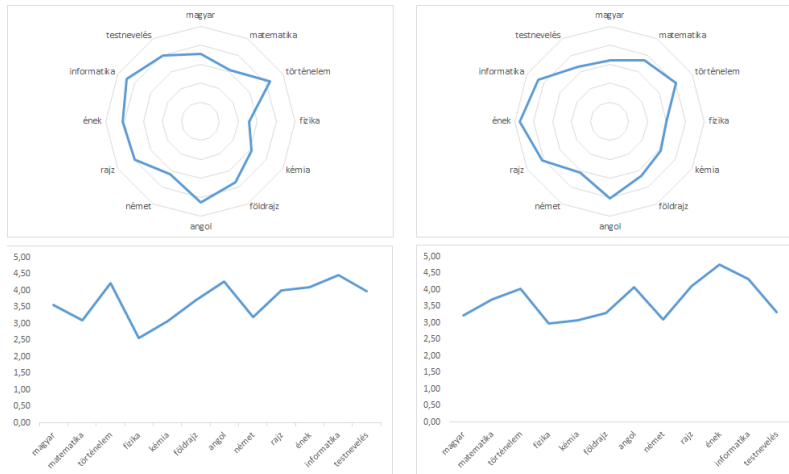 magyar
matematika
történelem
fizika
kémia
földrajz
angol
német
rajz
ének
informatika
testnevelés
magyar
matematika
történelem
fizika
kémia
földrajz
angol
német
rajz
ének
informatika
testnevelés
5,00
4,50
4,00
3,50
3,00
2,50
2,00
1,50
1,00
0,50
0,00
magyar
matematika
történelem
fizika
kémia
földrajz
angol
német
rajz
ének
informatika
testnevelés
5,00
4,50
4,00
3,50
3,00
2,50
2,00
1,50
1,00
0,50
0,00
magyar
matematika
történelem
fizika
kémia
földrajz
angol
német
rajz
ének
informatika
testnevelés